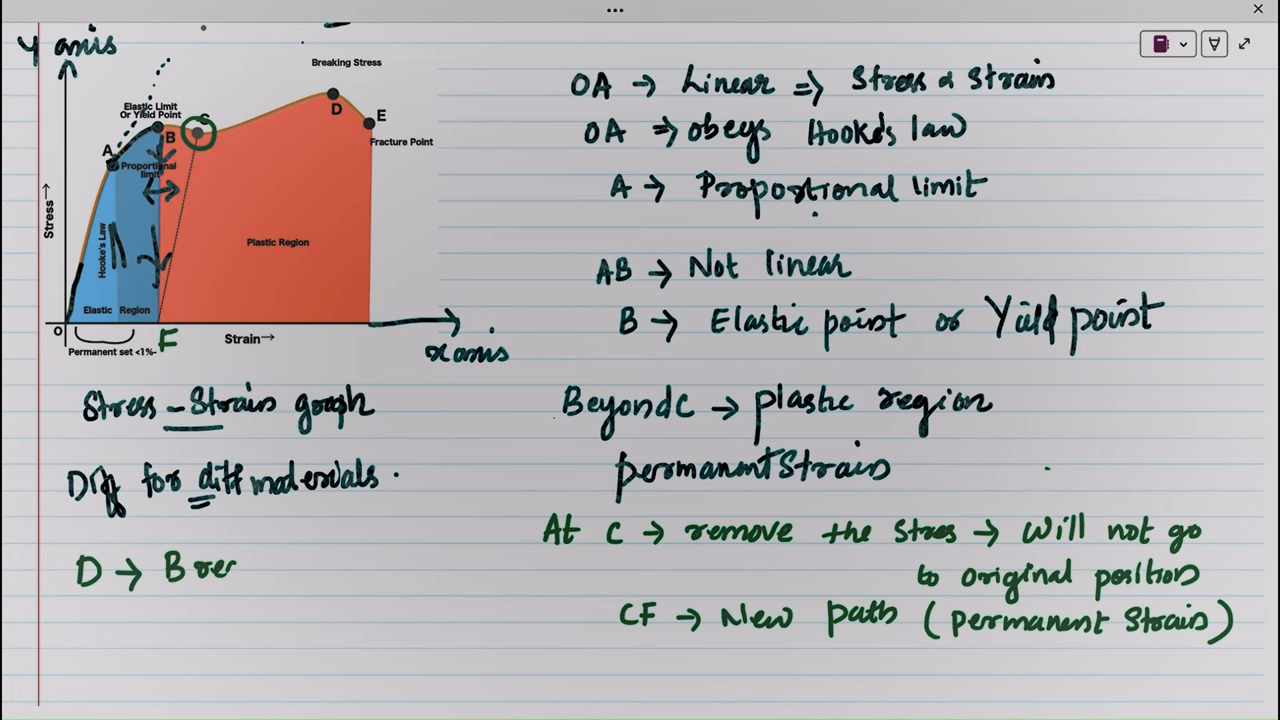 Y axis
Breaking Stress
D
E
Fracture Point
Elastic Limit
Or Yield Point
B
A
Proportional
limit
Stress→
Hooke's Law
Plastic Region
Elastic Region
O
F
Strain→
Permanent set <1%-
x axis
Stress - Strain graph
Diff for diff materials.
D →
OA → Linear => Stress α Strain
OA => obeys Hooke's law
A → Proportional limit
AB → Not linear
B → Elastic point or Yield point
Beyond C → plastic region
permanent Strain
At C → remove the Stress → Will not go
to original position
CF → New path (permanent Strain)